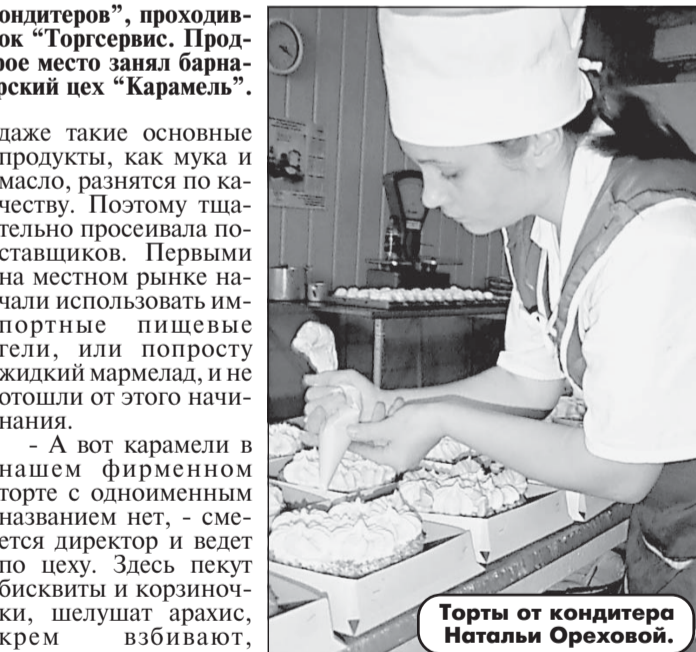 ондитеров”, проходив-
ок “Торгсервис. Прод-
рое место занял барна-
рский цех “Карамель”.
даже такие основные
продукты, как мука и
масло, разнятся по ка-
честву. Поэтому тща-
тельно просеивала по-
ставщиков. Первыми
на местном рынке на-
чали использовать им-
портные пищевые
гели, или попросту
жидкий мармелад, и не
отошли от этого начи-
нания.
- А вот карамели в
нашем фирменном
торте с одноименным
названием нет, - сме-
ется директор и ведет
по цеху. Здесь пекут
бисквиты и корзиноч-
ки, шелушат арахис,
крем взбивают,
Торты от кондитера
Натальи Ореховой.